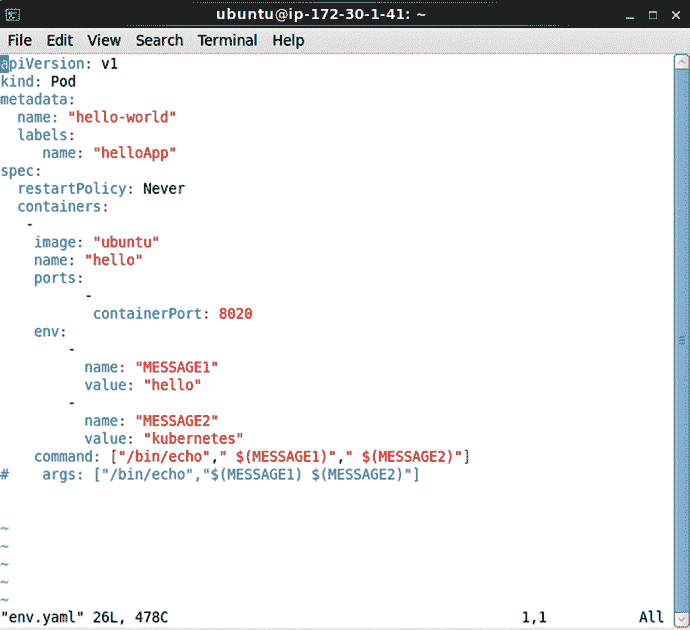 ubuntu@ip-172-30-1-41: ~
File Edit View Search Terminal Help
apiVersion: v1
kind: Pod
metadata:
  name: "hello-world"
  labels:
     name: "helloApp"
spec:
  restartPolicy: Never
  containers:
   -
    image: "ubuntu"
    name: "hello"
    ports:
          -
           containerPort: 8020
    env:
        -
          name: "MESSAGE1"
          value: "hello"
        -
          name: "MESSAGE2"
          value: "kubernetes"
    command: ["/bin/echo"," $(MESSAGE1)"," $(MESSAGE2)"]
#    args: ["/bin/echo","$(MESSAGE1) $(MESSAGE2)"]
~
~
~
~
~
"env.yaml" 26L, 478C 1,1 All